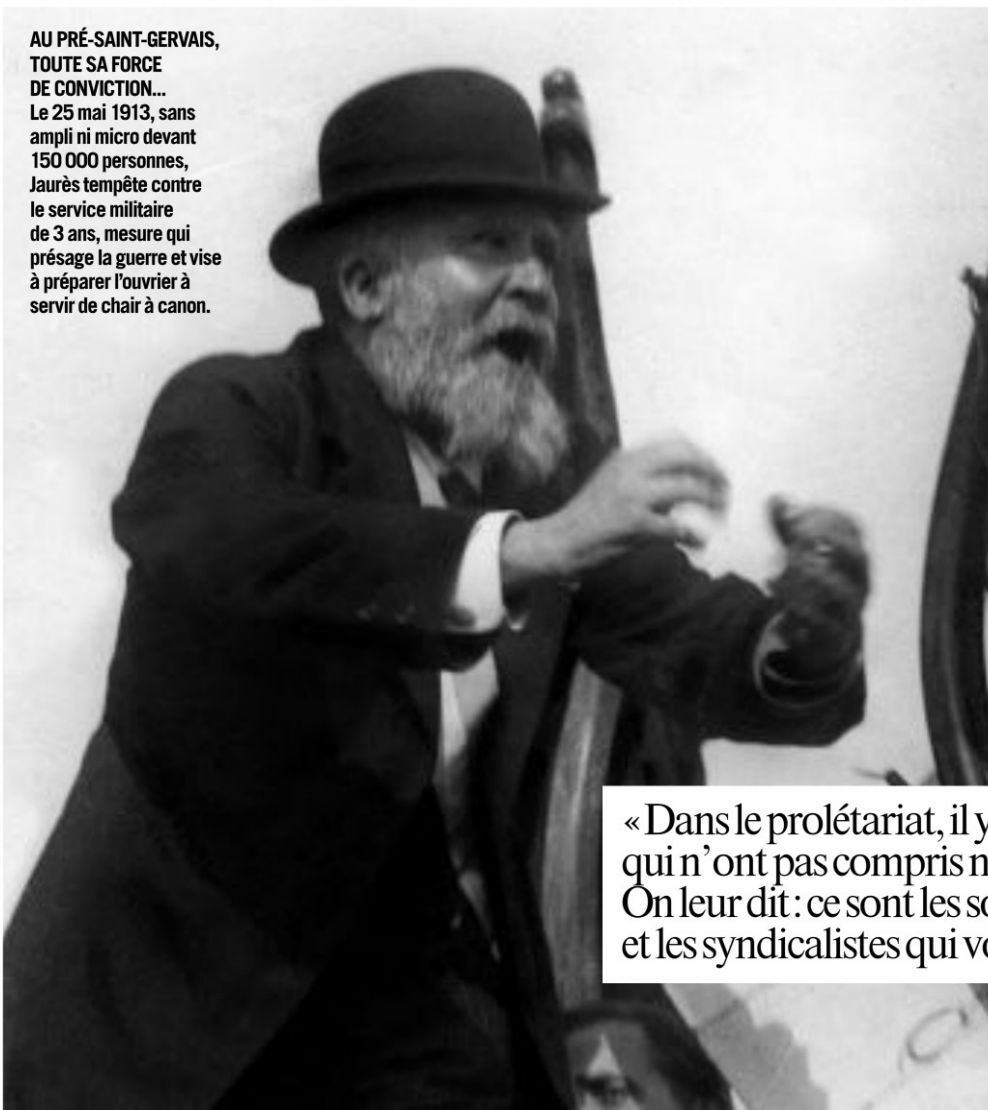 AU PRÉ-SAINT-GERVAIS,
TOUTE SA FORCE
DE CONVICTION...
Le 25 mai 1913, sans
ampli ni micro devant
150 000 personnes,
Jaurès tempête contre
le service militaire
de 3 ans, mesure qui
présage la guerre et vise
à préparer l’ouvrier à
servir de chair à canon.
« Dans le prolétariat, il y
qui n’ont pas compris n
On leur dit : ce sont les so
et les syndicalistes qui vo